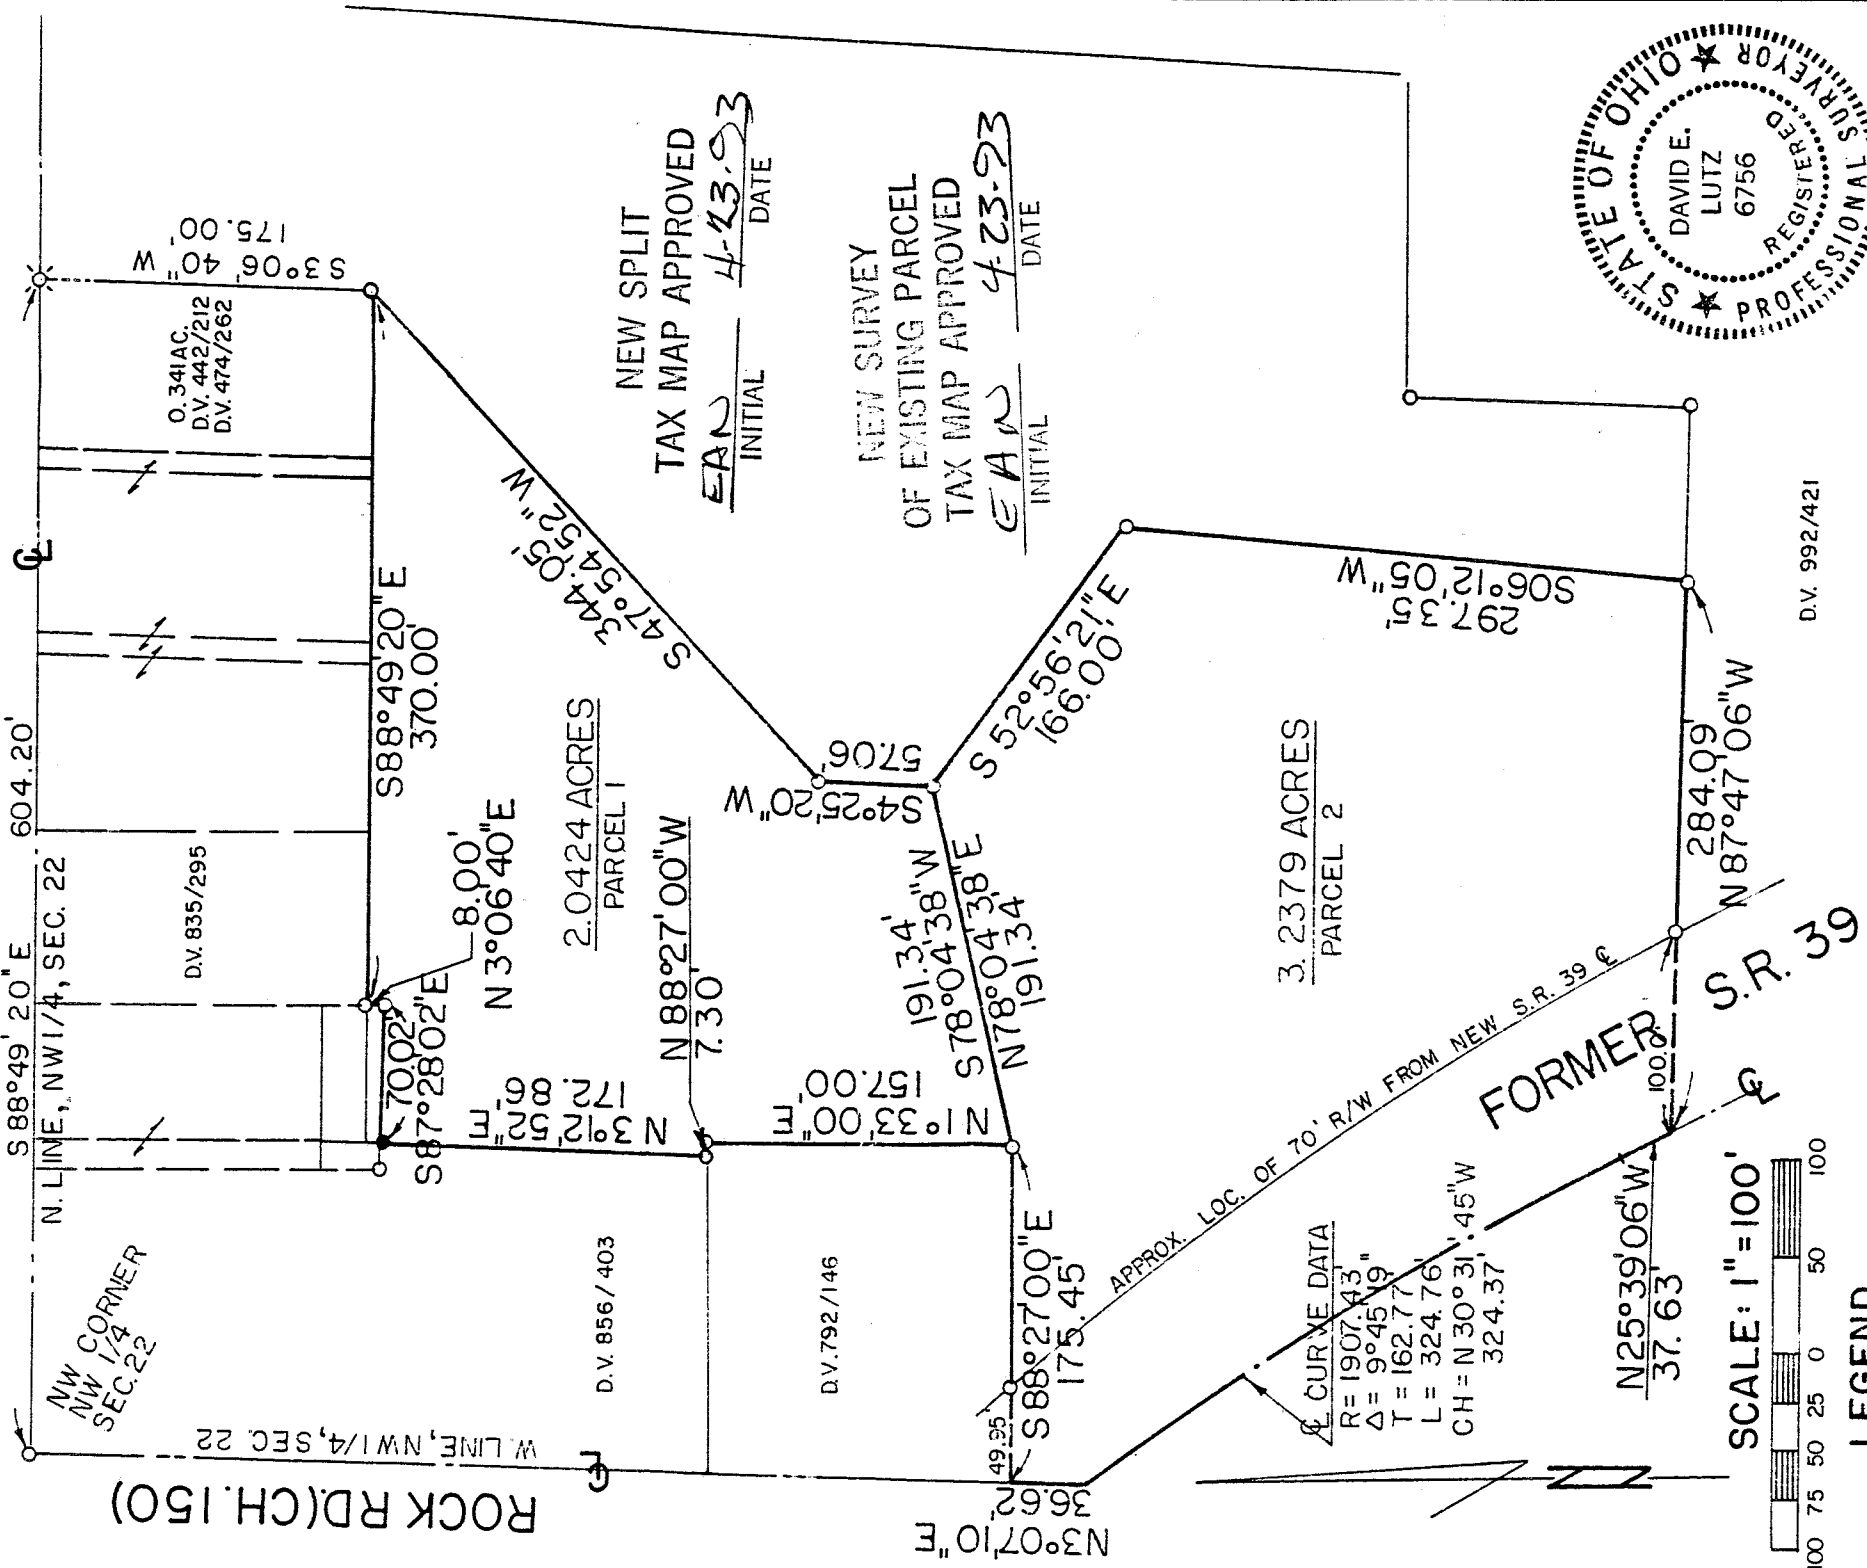 S88°49'20"E 604.20'
N. LINE, NW1/4, SEC. 22
NW CORNER
NW 1/4
SEC.22
W. LINE, NW1/4, SEC 22
ROCK RD.(CH.150)
D.V. 835/295
0.341AC.
D.V. 442/212
D.V. 474/262
S3°06'40"W
175.00'
S88°49'20"E
370.00'
8.00'
N3°06'40"E
70.02'
S87°28'02"E
N3°12'52"E
172.86'
2.0424 ACRES
PARCEL 1
344.05'
S47°54'52"W
S4°25'20"W
57.06'
N88°27'00"W
7.30'
N1°33'00"E
157.00'
191.34'
S78°04'38"W
N78°04'38"E
191.34'
D.V. 856/403
D.V. 792/146
S52°56'21"E
166.00'
S06°12'05"W
297.35'
3.2379 ACRES
PARCEL 2
284.09'
N87°47'06"W
D.V. 992/421
49.95'
S88°27'00"E
175.45'
36.62'
N3°07'10"E
APPROX. LOC. OF 70' R/W FROM NEW S.R. 39 ℄
FORMER S.R. 39
100.0'
℄ CURVE DATA
R= 1907.43'
Δ= 9°45'19"
T= 162.77'
L= 324.76'
CH= N30°31'45"W
324.37'
N25°39'06"W
37.63'
NEW SPLIT
TAX MAP APPROVED
EAN 4-23-93
INITIAL DATE
NEW SURVEY
OF EXISTING PARCEL
TAX MAP APPROVED
EAN 4-23-93
INITIAL DATE
STATE OF OHIO
DAVID E.
LUTZ
6756
REGISTERED
PROFESSIONAL SURVEYOR
SCALE: 1"=100'
100 75 50 25 0 50 100
LEGEND